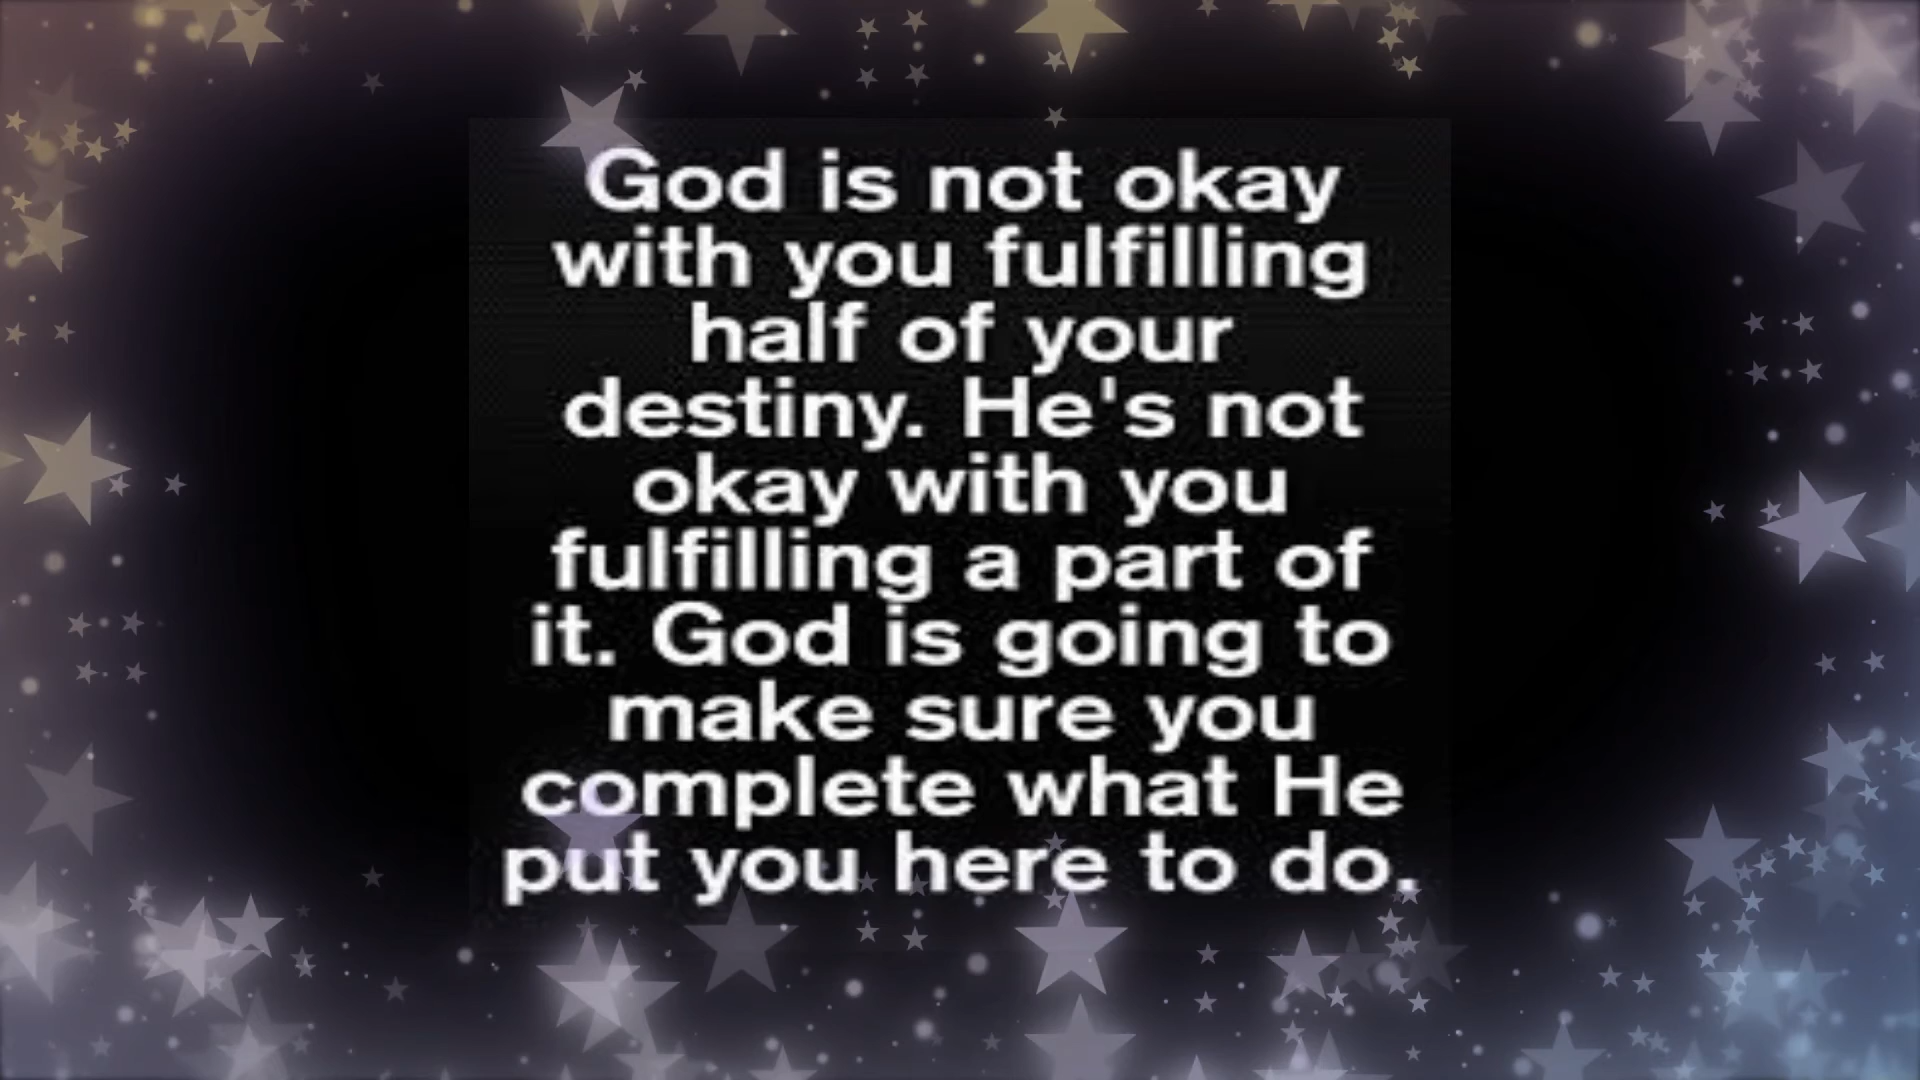 God is not okay
with you fulfilling
half of your
destiny. He's not
okay with you
fulfilling a part of
it. God is going to
make sure you
complete what He
put you here to do.